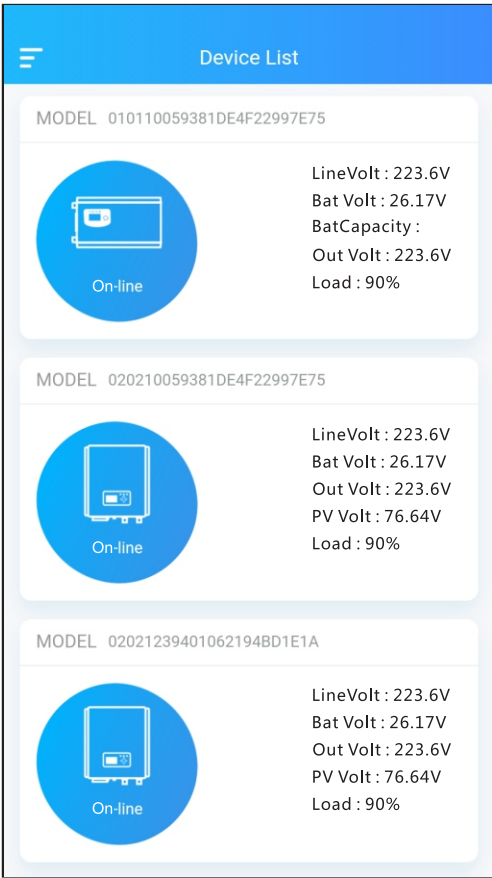 Device List
MODEL 010110059381DE4F22997E75
LineVolt : 223.6V
Bat Volt : 26.17V
BatCapacity :
Out Volt : 223.6V
Load : 90%
On-line
MODEL 020210059381DE4F22997E75
LineVolt : 223.6V
Bat Volt : 26.17V
Out Volt : 223.6V
PV Volt : 76.64V
Load : 90%
On-line
MODEL 02021239401062194BD1E1A
LineVolt : 223.6V
Bat Volt : 26.17V
Out Volt : 223.6V
PV Volt : 76.64V
Load : 90%
On-line